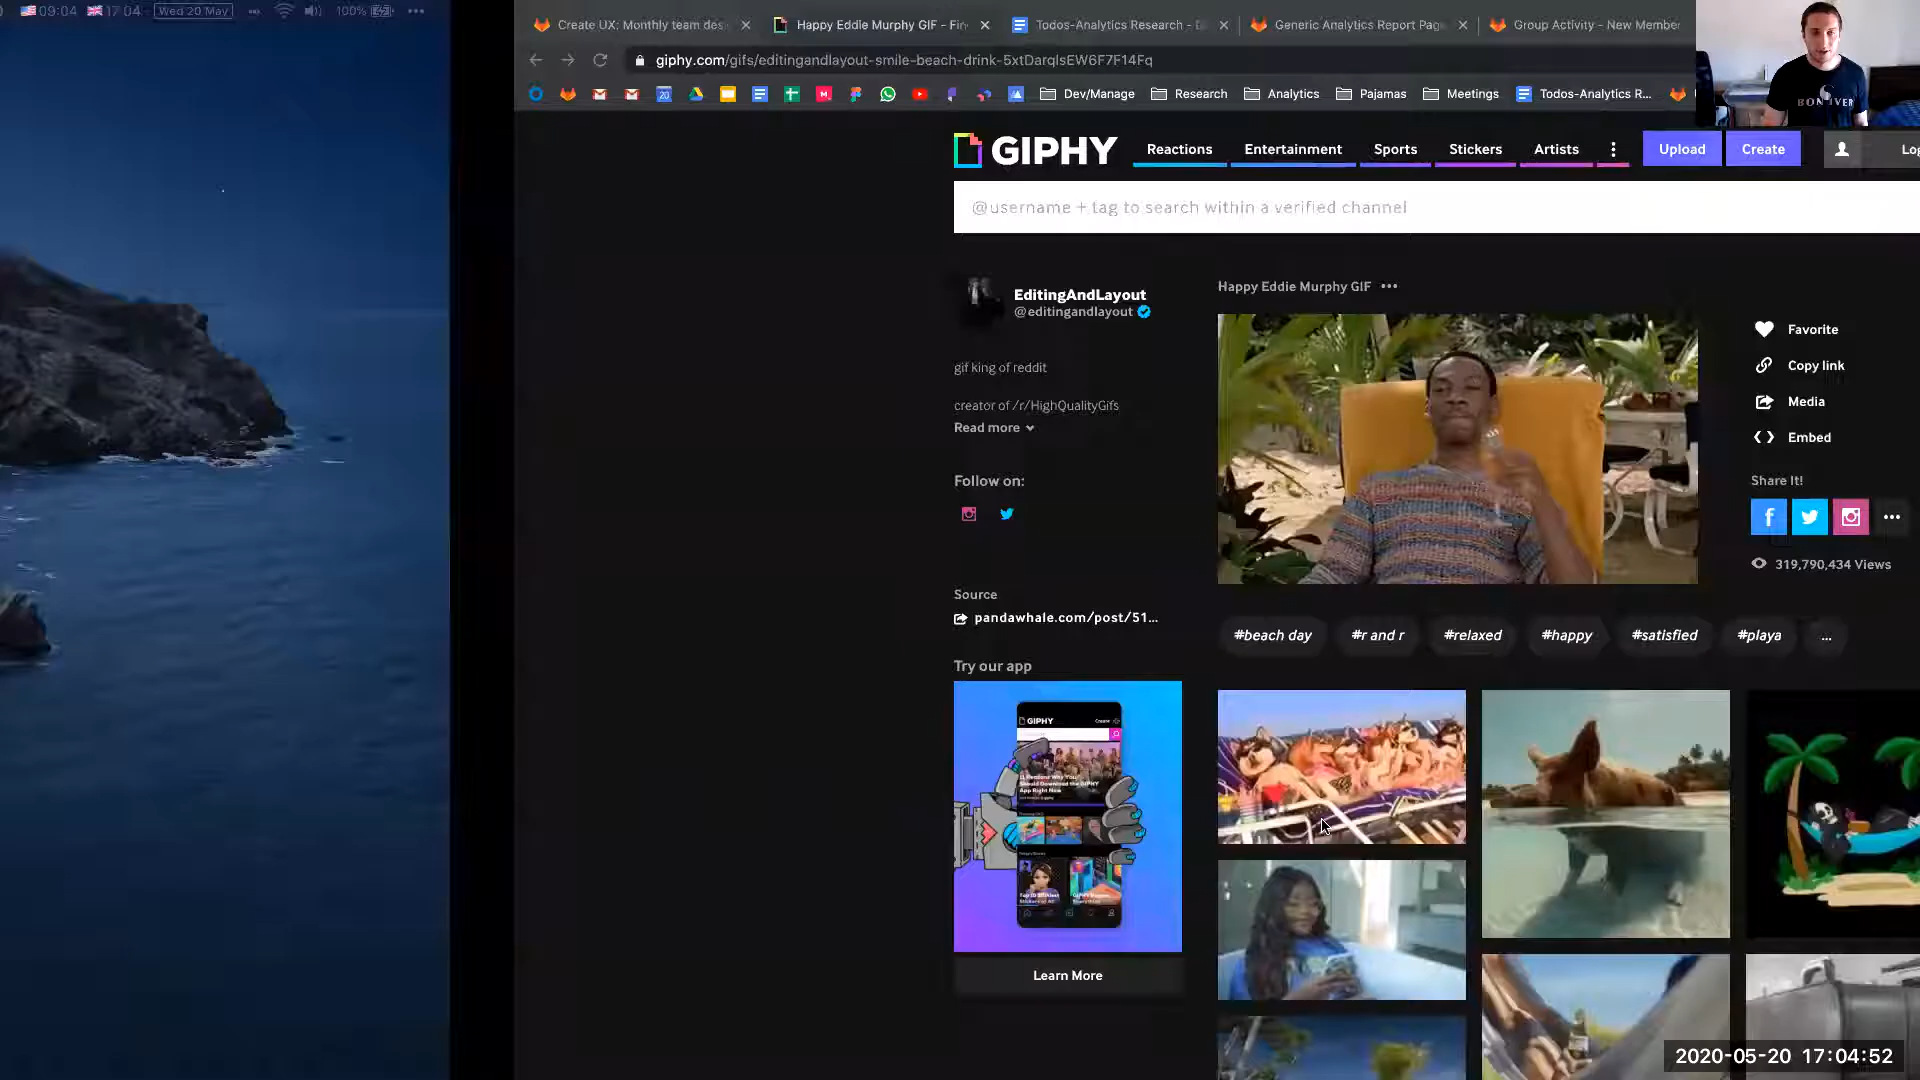 09:04 17 04 Wed 20 May 100%
Create UX: Monthly team des
Happy Eddie Murphy GIF - Fin
Todos-Analytics Research -
Generic Analytics Report Page
Group Activity - New Member
giphy.com/gifs/editingandlayout-smile-beach-drink-5xtDarqlsEW6F7F14Fq
Dev/Manage
Research
Analytics
Pajamas
Meetings
Todos-Analytics R...
BON IVER
GIPHY
Reactions
Entertainment
Sports
Stickers
Artists
Upload
Create
Log
@username + tag to search within a verified channel
EditingAndLayout
@editingandlayout
gif king of reddit
creator of /r/HighQualityGifs
Read more
Follow on:
Source
pandawhale.com/post/51...
Try our app
GIPHY
Create
Learn More
Happy Eddie Murphy GIF
Favorite
Copy link
Media
Embed
Share It!
319,790,434 Views
#beach day
#r and r
#relaxed
#happy
#satisfied
#playa
...
2020-05-20 17:04:52